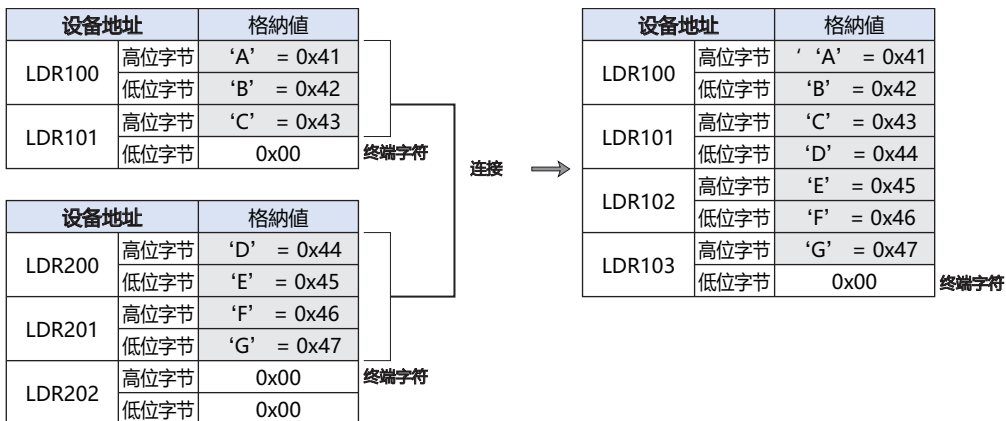 设备地址 格納値
LDR100 高位字节 ‘A’ = 0x41
低位字节 ‘B’ = 0x42
LDR101 高位字节 ‘C’ = 0x43
低位字节 0x00 终端字符
设备地址 格納値
LDR200 高位字节 ‘D’ = 0x44
低位字节 ‘E’ = 0x45
LDR201 高位字节 ‘F’ = 0x46
低位字节 ‘G’ = 0x47
LDR202 高位字节 0x00 终端字符
低位字节 0x00
连接
设备地址 格納値
LDR100 高位字节 ′ ‘A’ = 0x41
低位字节 ‘B’ = 0x42
LDR101 高位字节 ‘C’ = 0x43
低位字节 ‘D’ = 0x44
LDR102 高位字节 ‘E’ = 0x45
低位字节 ‘F’ = 0x46
LDR103 高位字节 ‘G’ = 0x47
低位字节 0x00 终端字符